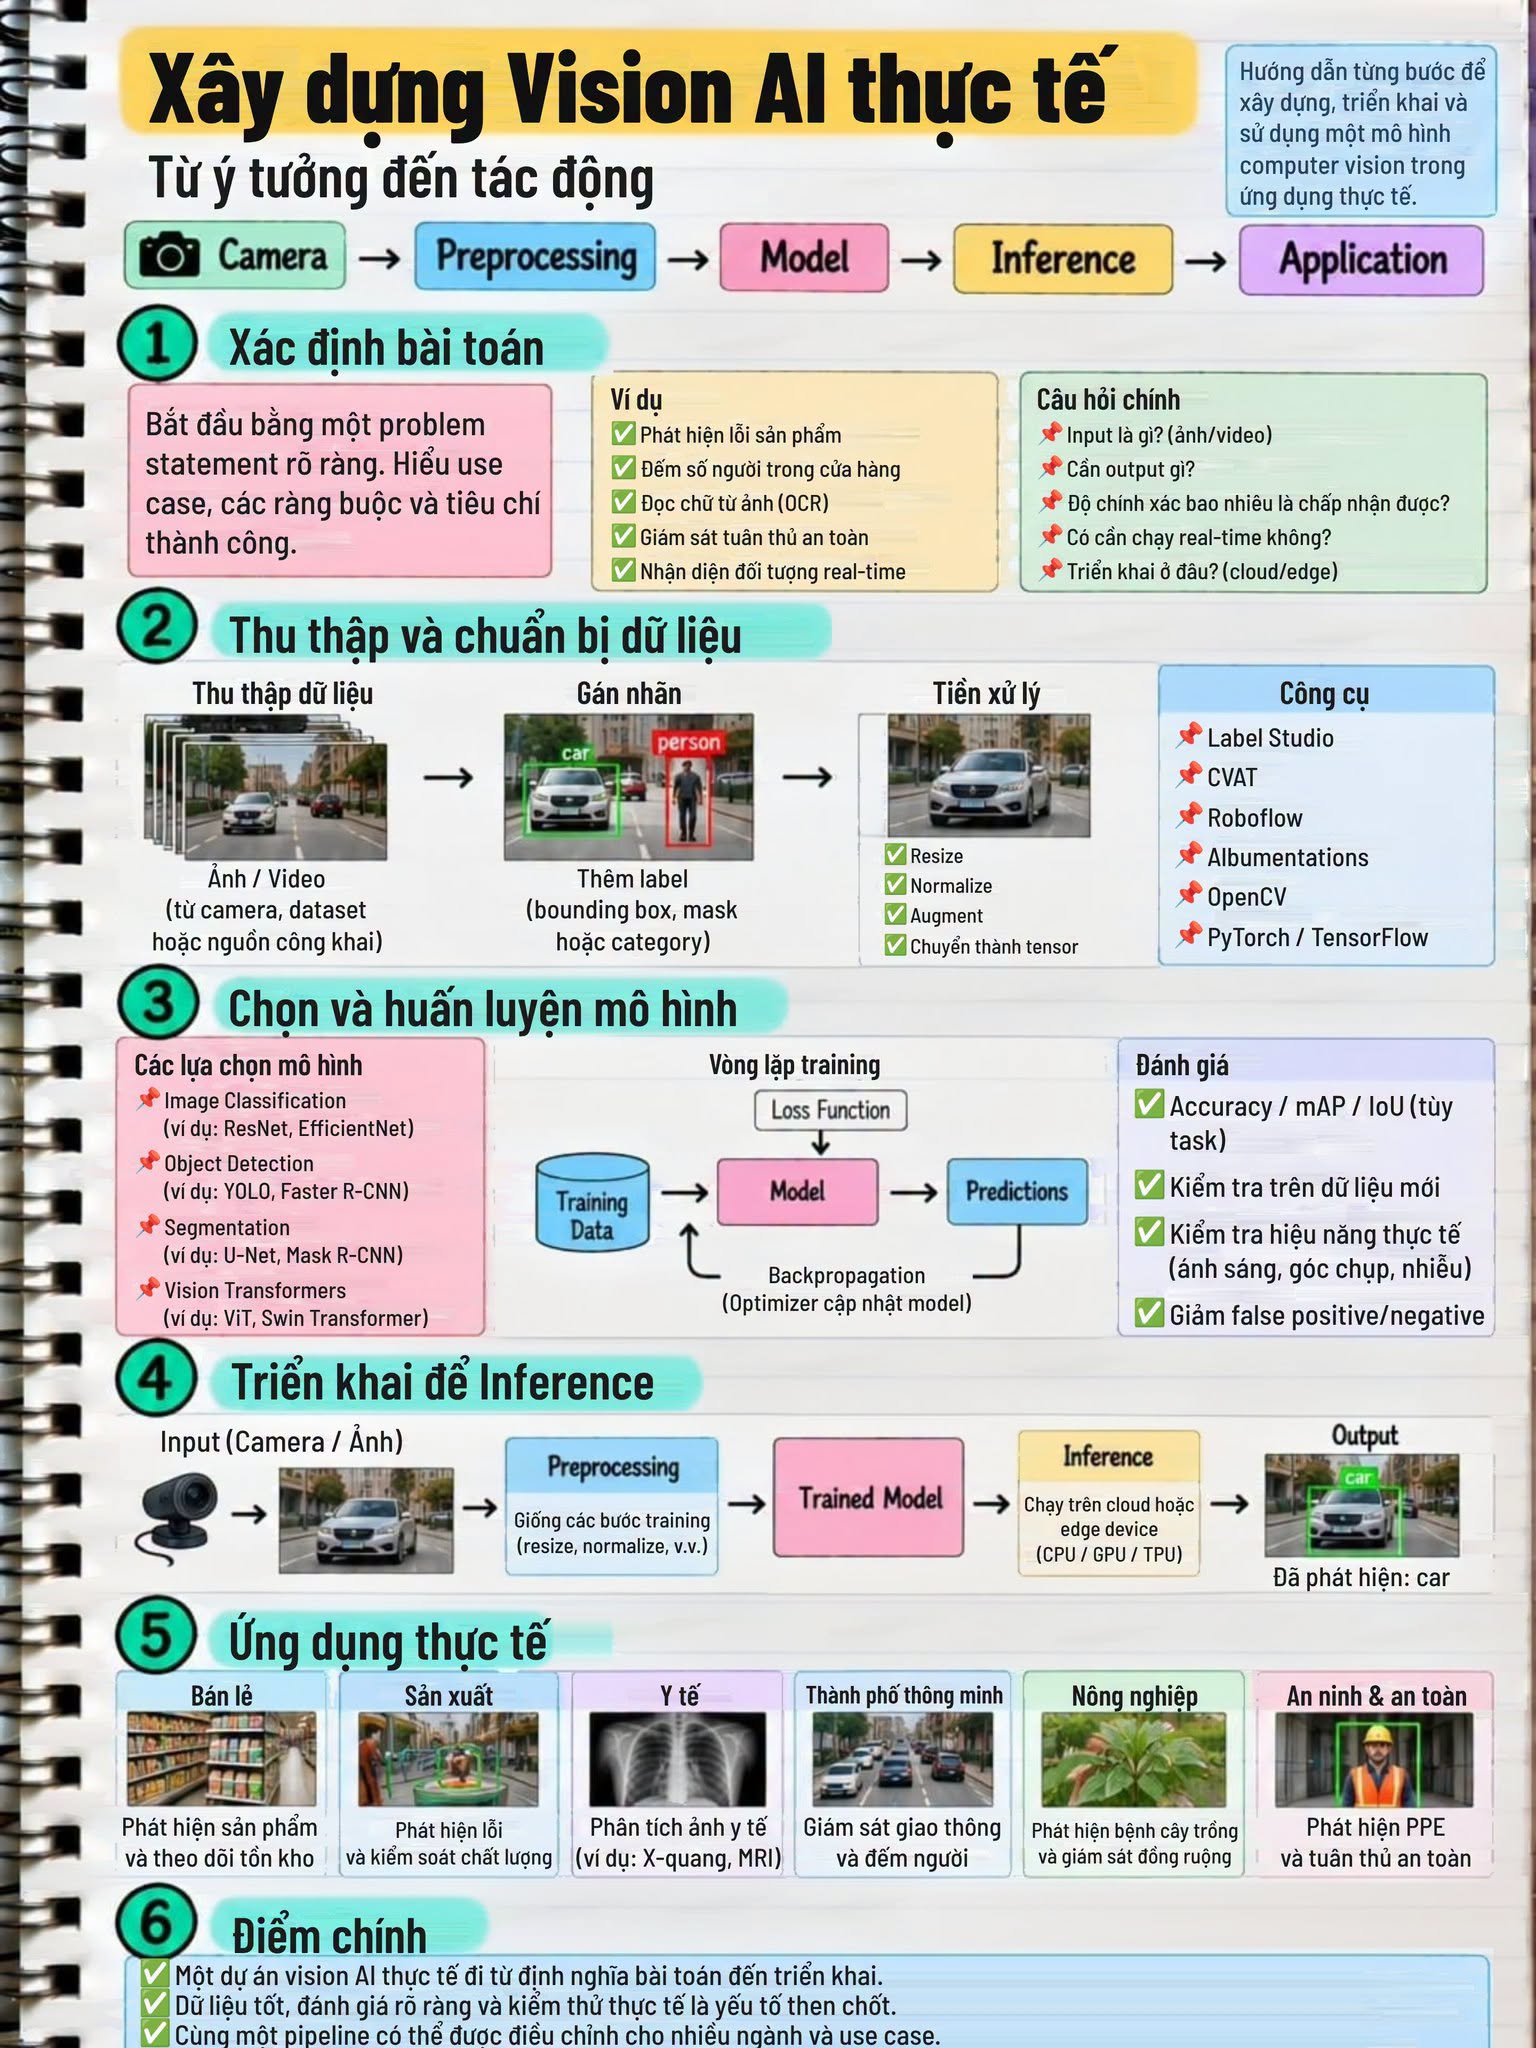 Xây dựng Vision AI thực tế
Từ ý tưởng đến tác động
Hướng dẫn từng bước để
xây dựng, triển khai và
sử dụng một mô hình
computer vision trong
ứng dụng thực tế.
Camera → Preprocessing → Model → Inference → Application
1 Xác định bài toán
Bắt đầu bằng một problem
statement rõ ràng. Hiểu use
case, các ràng buộc và tiêu chí
thành công.
Ví dụ
✅ Phát hiện lỗi sản phẩm
✅ Đếm số người trong cửa hàng
✅ Đọc chữ từ ảnh (OCR)
✅ Giám sát tuân thủ an toàn
✅ Nhận diện đối tượng real-time
Câu hỏi chính
📌 Input là gì? (ảnh/video)
📌 Cần output gì?
📌 Độ chính xác bao nhiêu là chấp nhận được?
📌 Có cần chạy real-time không?
📌 Triển khai ở đâu? (cloud/edge)
2 Thu thập và chuẩn bị dữ liệu
Thu thập dữ liệu
Ảnh / Video
(từ camera, dataset
hoặc nguồn công khai)
Gán nhãn
car
person
Thêm label
(bounding box, mask
hoặc category)
Tiền xử lý
✅ Resize
✅ Normalize
✅ Augment
✅ Chuyển thành tensor
Công cụ
📌 Label Studio
📌 CVAT
📌 Roboflow
📌 Albumentations
📌 OpenCV
📌 PyTorch / TensorFlow
3 Chọn và huấn luyện mô hình
Các lựa chọn mô hình
📌 Image Classification
(ví dụ: ResNet, EfficientNet)
📌 Object Detection
(ví dụ: YOLO, Faster R-CNN)
📌 Segmentation
(ví dụ: U-Net, Mask R-CNN)
📌 Vision Transformers
(ví dụ: ViT, Swin Transformer)
Vòng lặp training
Loss Function
Training
Data
Model
Predictions
Backpropagation
(Optimizer cập nhật model)
Đánh giá
✅ Accuracy / mAP / IoU (tùy
task)
✅ Kiểm tra trên dữ liệu mới
✅ Kiểm tra hiệu năng thực tế
(ánh sáng, góc chụp, nhiễu)
✅ Giảm false positive/negative
4 Triển khai để Inference
Input (Camera / Ảnh)
Preprocessing
Giống các bước training
(resize, normalize, v.v.)
Trained Model
Inference
Chạy trên cloud hoặc
edge device
(CPU / GPU / TPU)
Output
car
Đã phát hiện: car
5 Ứng dụng thực tế
Bán lẻ
Phát hiện sản phẩm
và theo dõi tồn kho
Sản xuất
Phát hiện lỗi
và kiểm soát chất lượng
Y tế
Phân tích ảnh y tế
(ví dụ: X-quang, MRI)
Thành phố thông minh
Giám sát giao thông
và đếm người
Nông nghiệp
Phát hiện bệnh cây trồng
và giám sát đồng ruộng
An ninh & an toàn
Phát hiện PPE
và tuân thủ an toàn
6 Điểm chính
✅ Một dự án vision AI thực tế đi từ định nghĩa bài toán đến triển khai.
✅ Dữ liệu tốt, đánh giá rõ ràng và kiểm thử thực tế là yếu tố then chốt.
✅ Cùng một pipeline có thể được điều chỉnh cho nhiều ngành và use case.